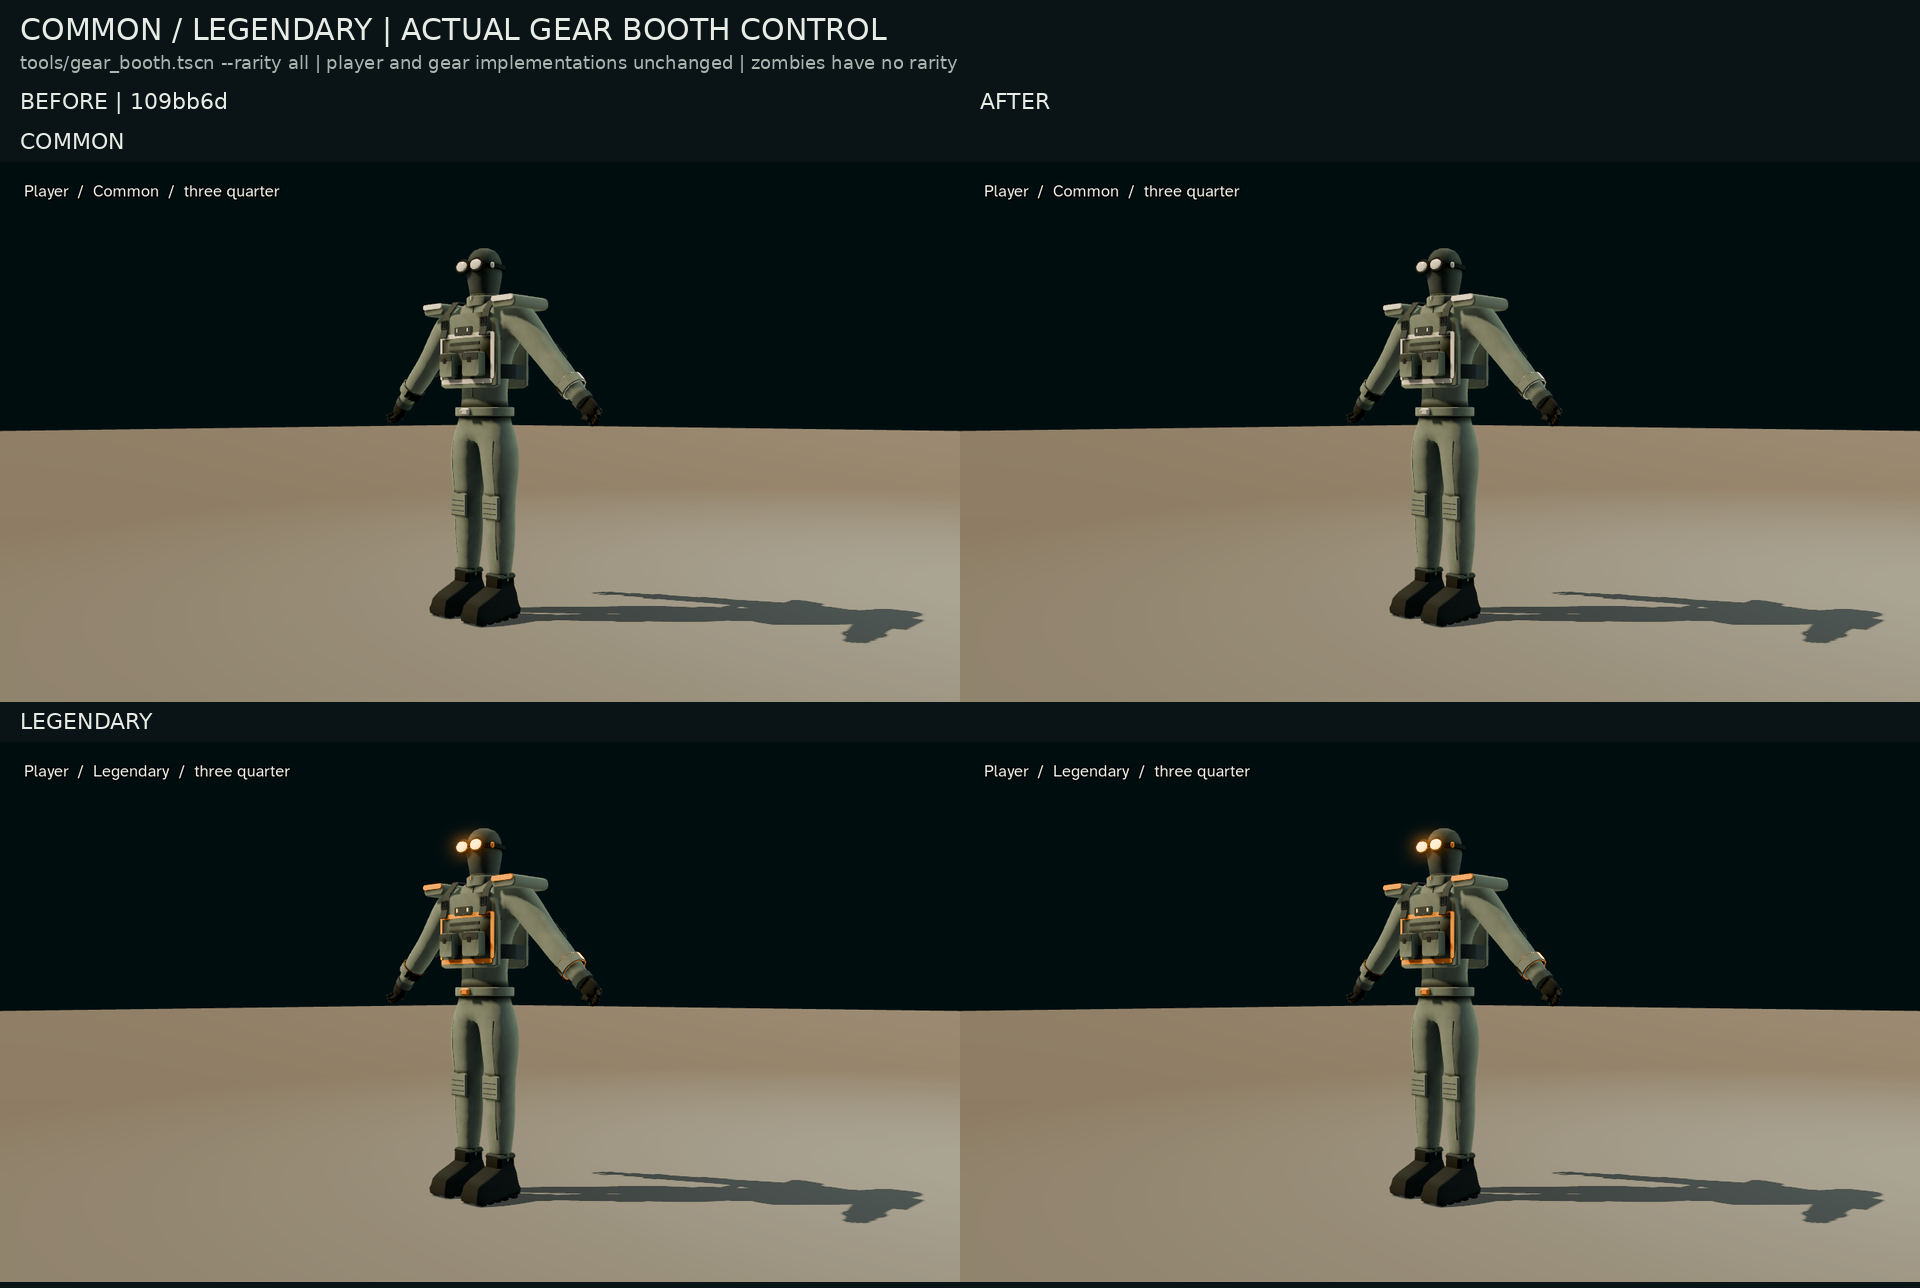 COMMON / LEGENDARY | ACTUAL GEAR BOOTH CONTROL
tools/gear_booth.tscn --rarity all | player and gear implementations unchanged | zombies have no rarity
BEFORE | 109bb6d
AFTER
COMMON
Player / Common / three quarter
Player / Common / three quarter
LEGENDARY
Player / Legendary / three quarter
Player / Legendary / three quarter